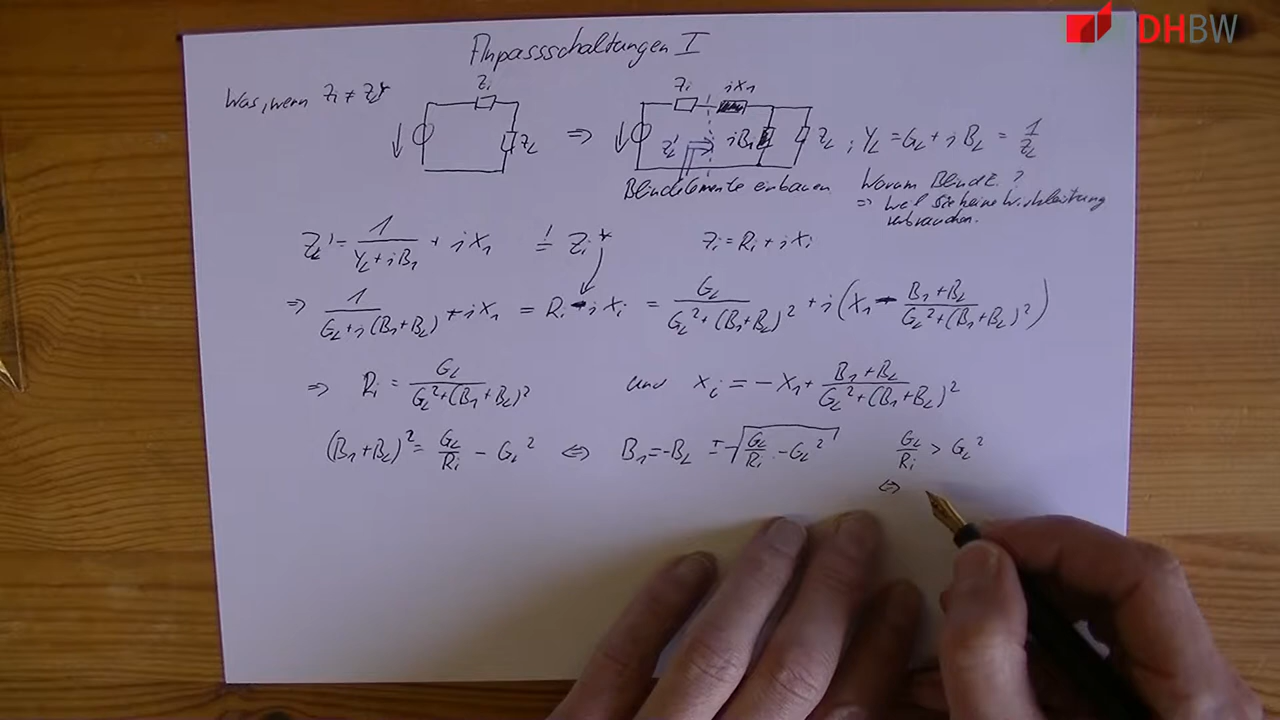 DHBW
Anpassschaltungen I
Was, wenn Zi ≠ ZL* Zi ZL ⇒ Zi jX1 ZL' jB1 ZL ; YL = GL + jBL = 1/ZL
Blindelemente einbauen Warum Blind E. ?
⇒ weil sie keine Wirkleistung
verbrauchen.
ZL' = 1/(YL + jB1) + jX1 =! Zi* Zi = Ri + jXi
⇒ 1/(GL + j(B1+BL)) + jX1 = Ri - jXi = GL/(GL² + (B1+BL)²) + j(X1 - (B1+BL)/(GL² + (B1+BL)²))
⇒ Ri = GL/(GL² + (B1+BL)²) und Xi = -X1 + (B1+BL)/(GL² + (B1+BL)²)
(B1+BL)² = GL/Ri - GL² ⇔ B1 = -BL ± √(GL/Ri - GL²) GL/Ri > GL²
⇔